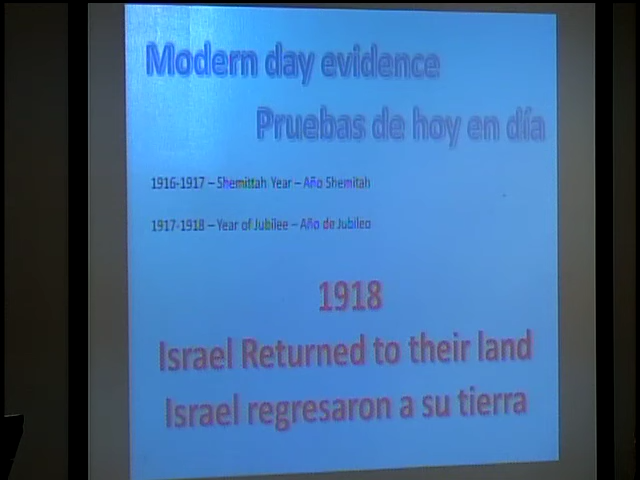 Modern day evidence
Pruebas de hoy en día
1916-1917 – Shemittah Year – Año Shemitah
1917-1918 – Year of Jubilee – Año de Jubileo
1918
Israel Returned to their land
Israel regresaron a su tierra